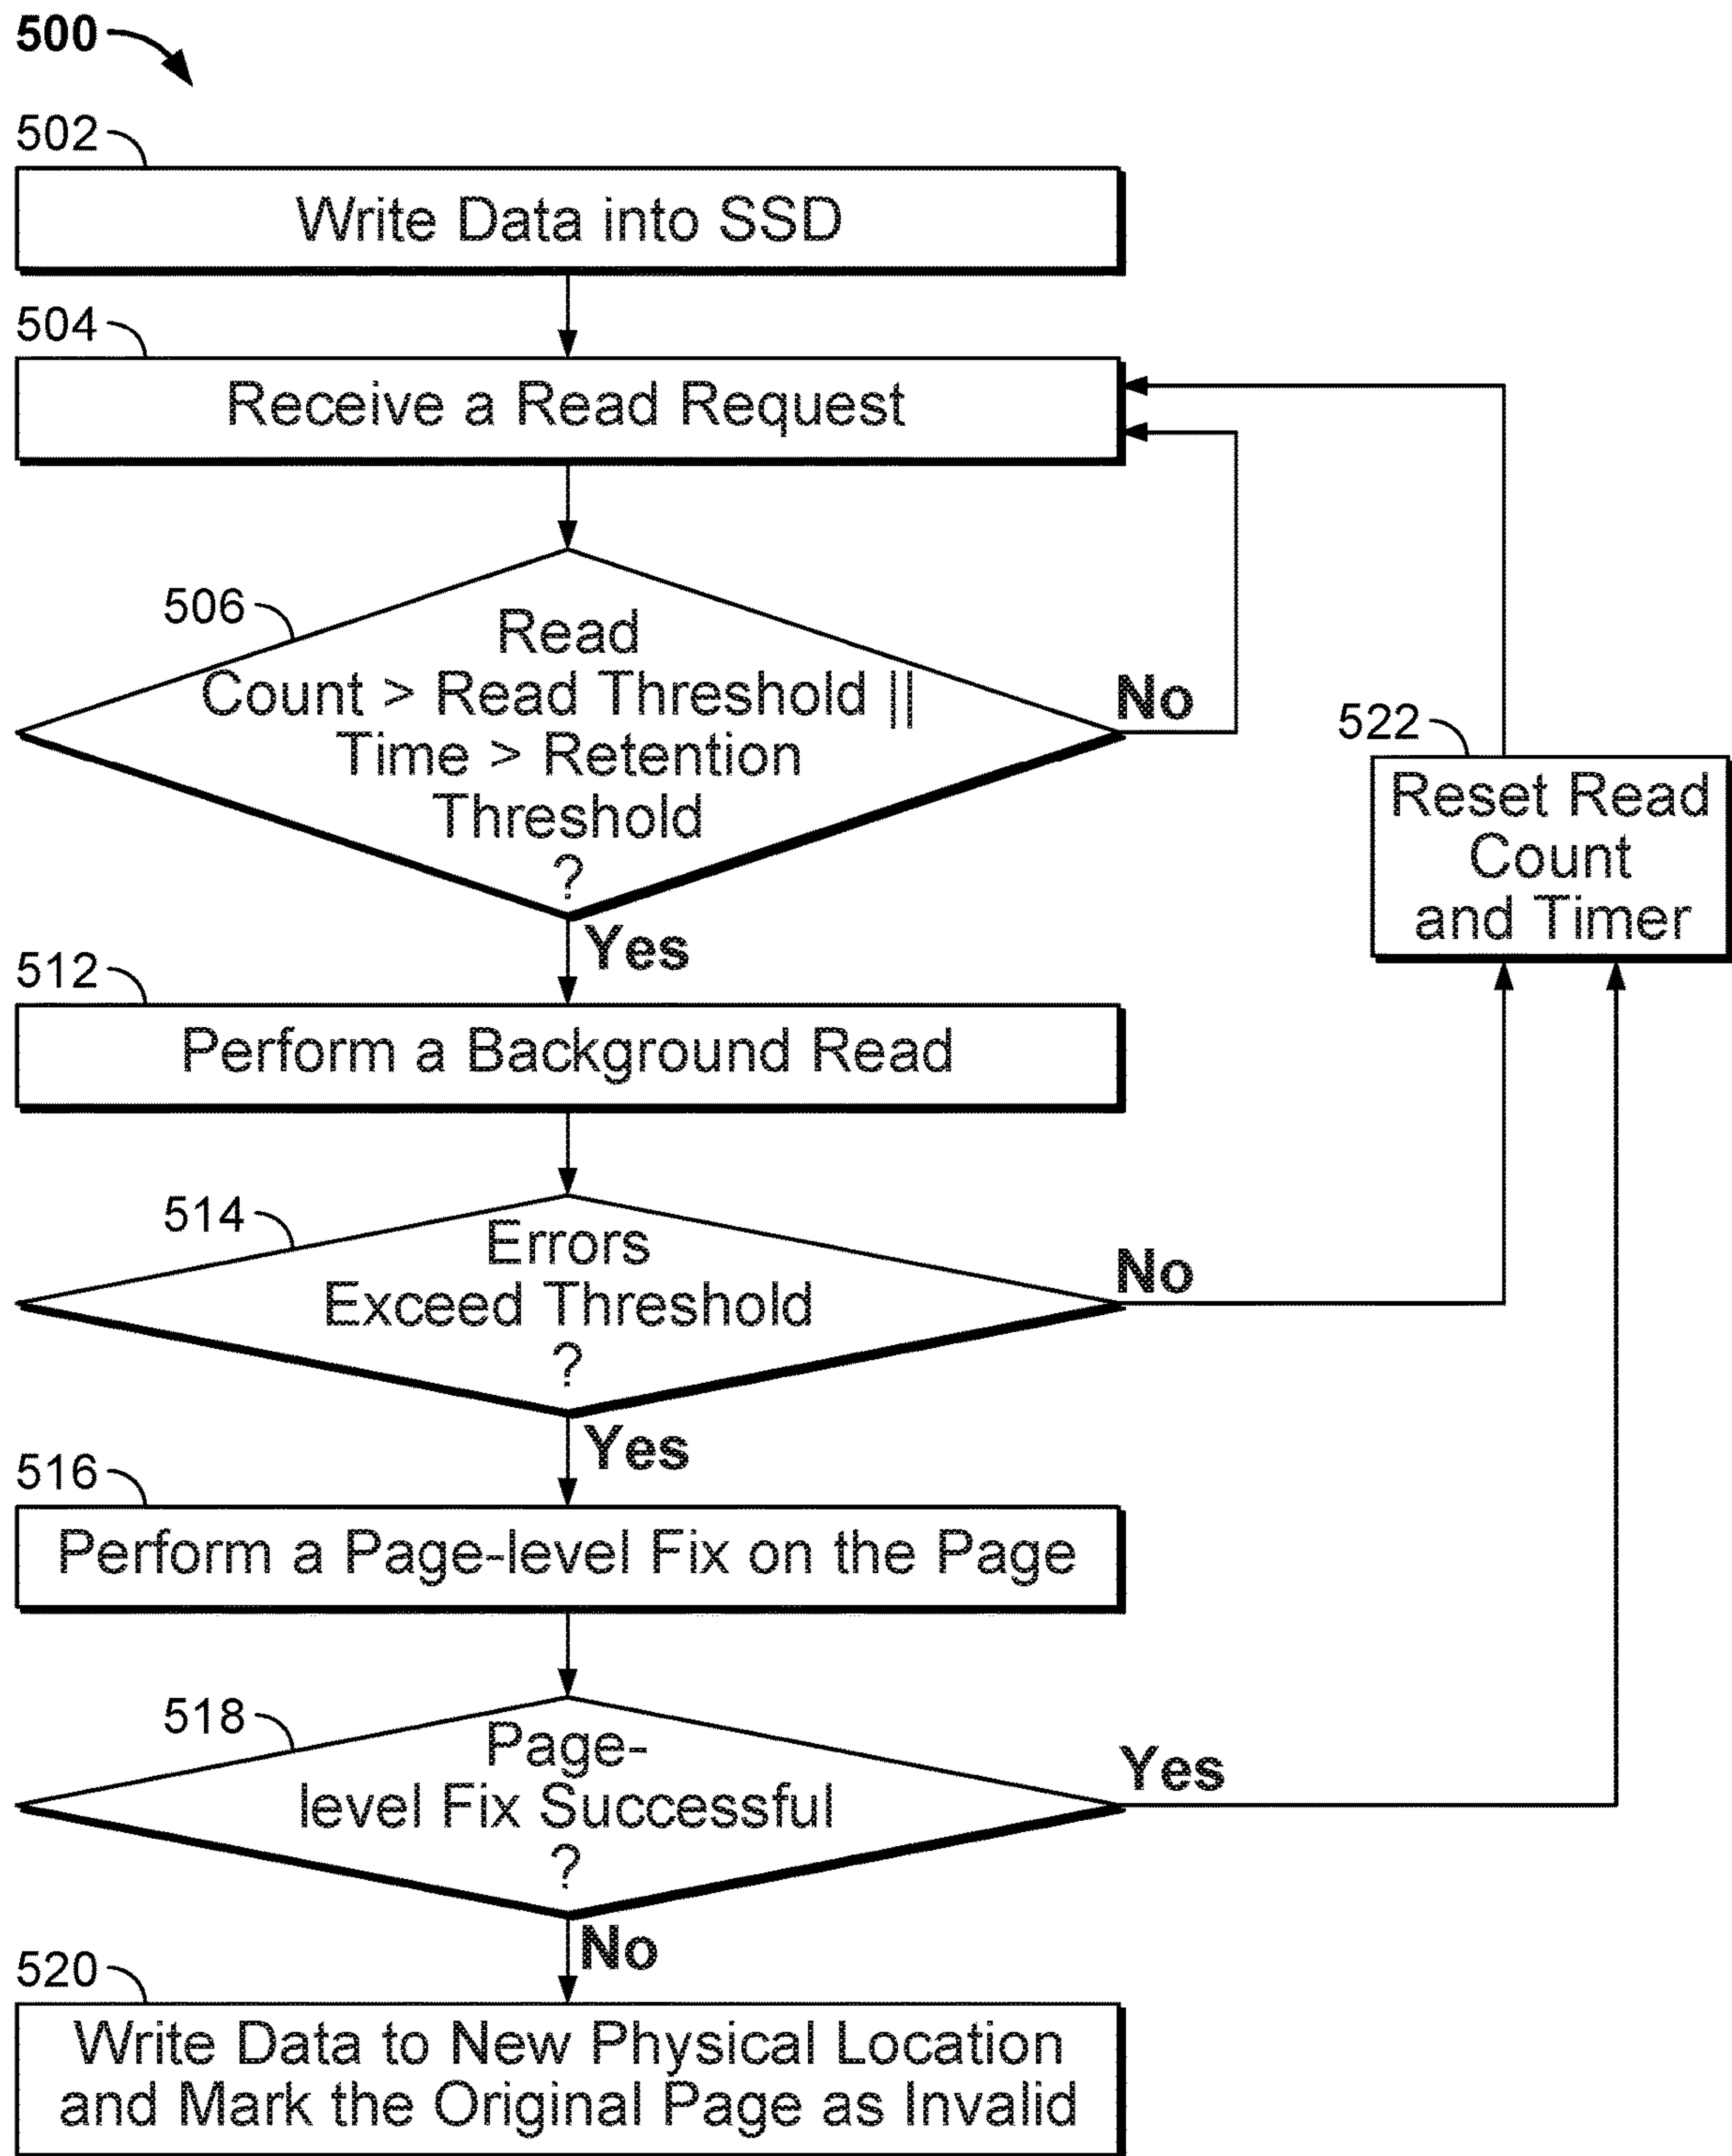 500
502
Write Data into SSD
504
Receive a Read Request
506
Read
Count > Read Threshold ||
Time > Retention
Threshold
?
No
Yes
522
Reset Read
Count
and Timer
512
Perform a Background Read
514
Errors
Exceed Threshold
?
No
Yes
516
Perform a Page-level Fix on the Page
518
Page-
level Fix Successful
?
Yes
No
520
Write Data to New Physical Location
and Mark the Original Page as Invalid